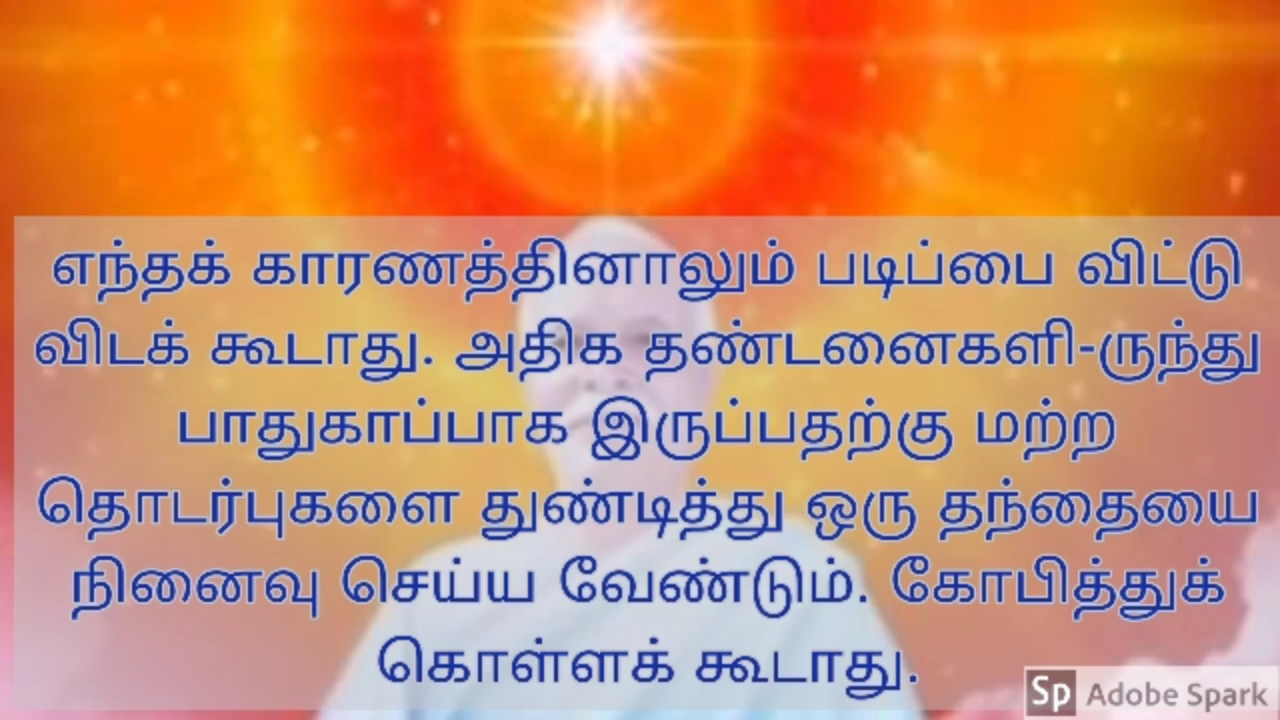 எந்தக் காரணத்தினாலும் படிப்பை விட்டு
விடக் கூடாது. அதிக தண்டனைகளி-ருந்து
பாதுகாப்பாக இருப்பதற்கு மற்ற
தொடர்புகளை துண்டித்து ஒரு தந்தையை
நினைவு செய்ய வேண்டும். கோபித்துக்
கொள்ளக் கூடாது.
Sp Adobe Spark